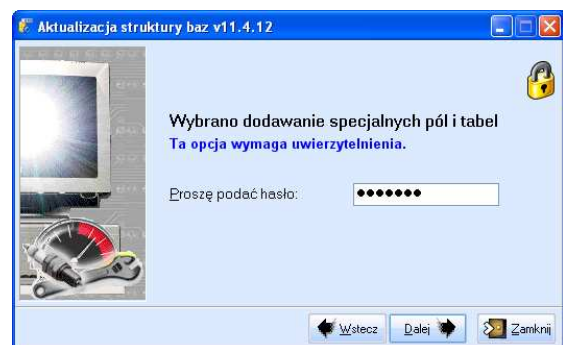 Aktualizacja struktury baz v11.4.12
Wybrano dodawanie specjalnych pól i tabel
Ta opcja wymaga uwierzytelnienia.
Proszę podać hasło: •••••••
Wstecz Dalej Zamknij